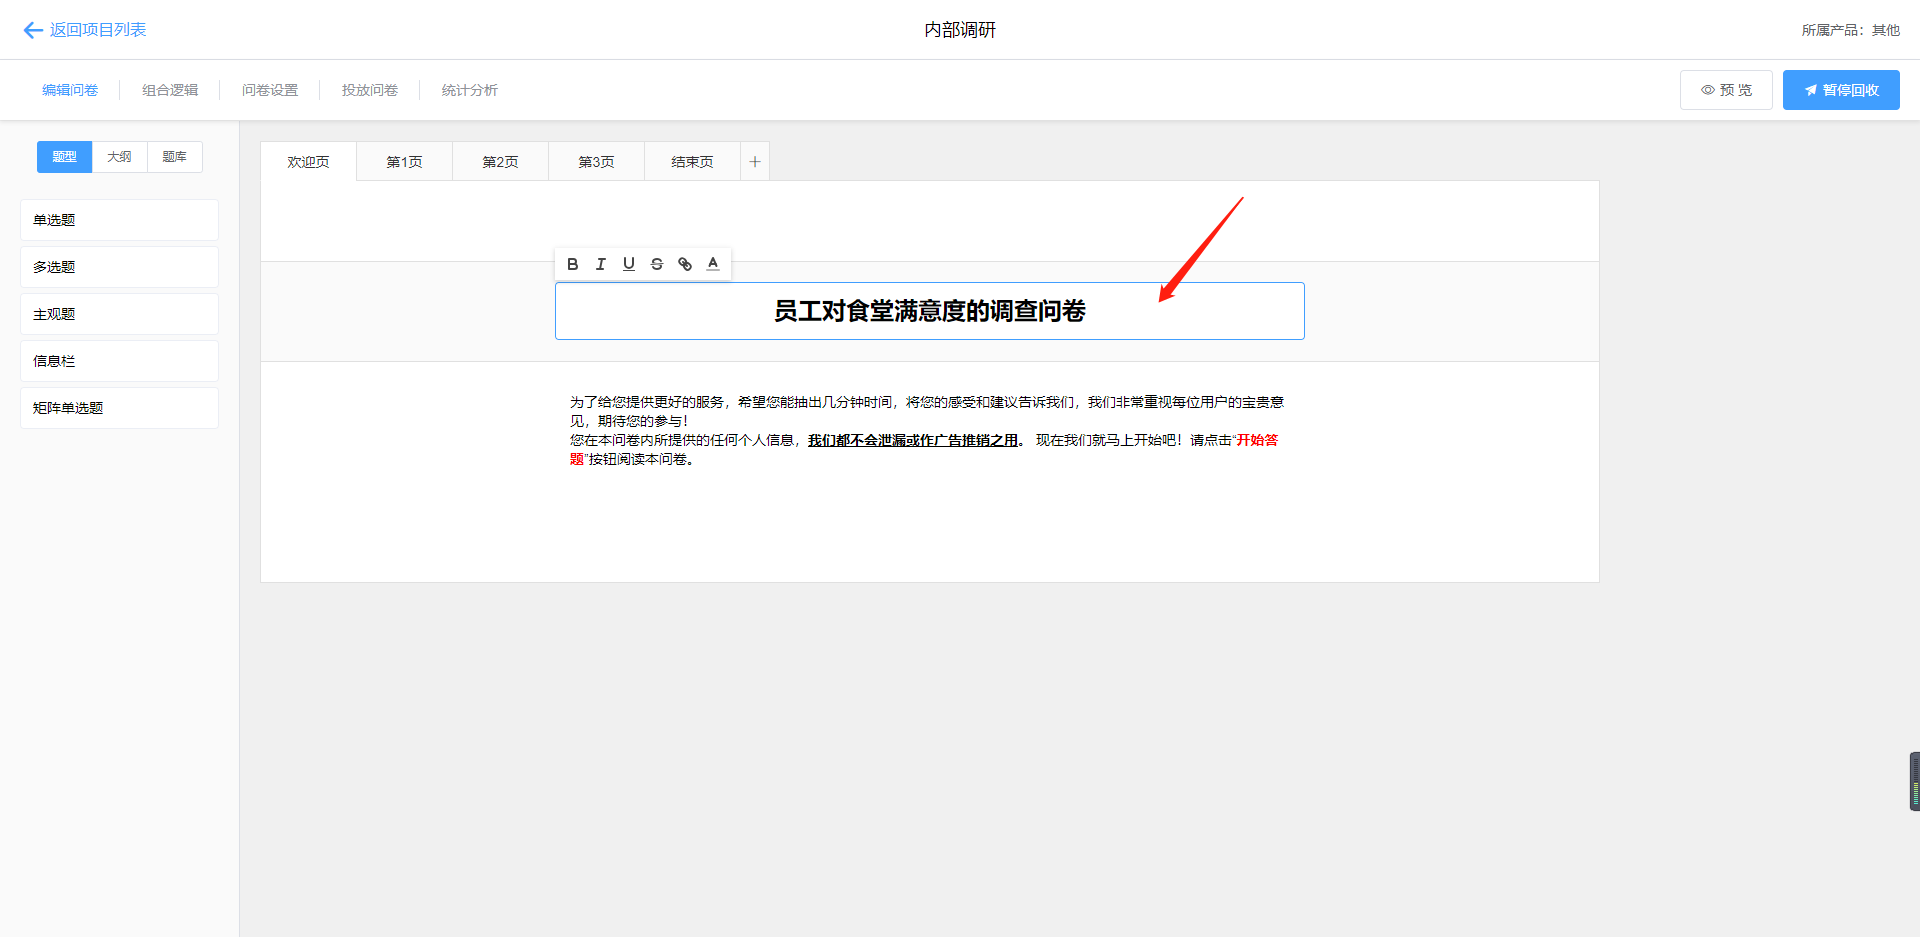 返回项目列表
内部调研
所属产品：其他
编辑问卷
组合逻辑
问卷设置
投放问卷
统计分析
预 览
暂停回收
题型
大纲
题库
欢迎页
第1页
第2页
第3页
结束页
+
单选题
多选题
主观题
信息栏
矩阵单选题
B I U S A
员工对食堂满意度的调查问卷
为了给您提供更好的服务，希望您能抽出几分钟时间，将您的感受和建议告诉我们，我们非常重视每位用户的宝贵意
见，期待您的参与！
您在本问卷内所提供的任何个人信息，我们都不会泄漏或作广告推销之用。 现在我们就马上开始吧！请点击“开始答
题”按钮阅读本问卷。